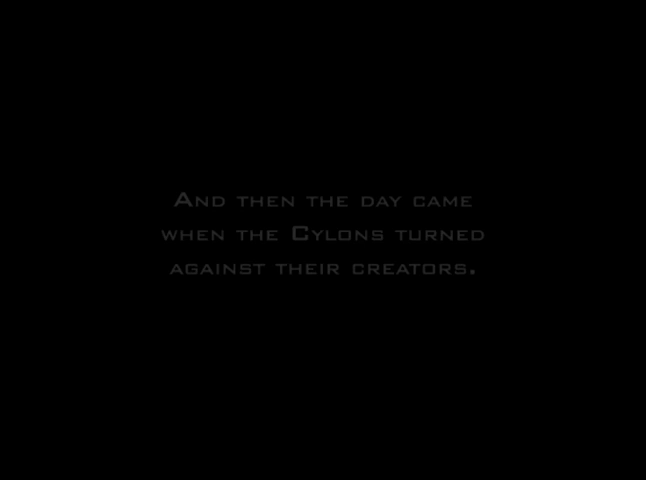 And then the day came
when the Cylons turned
against their creators.